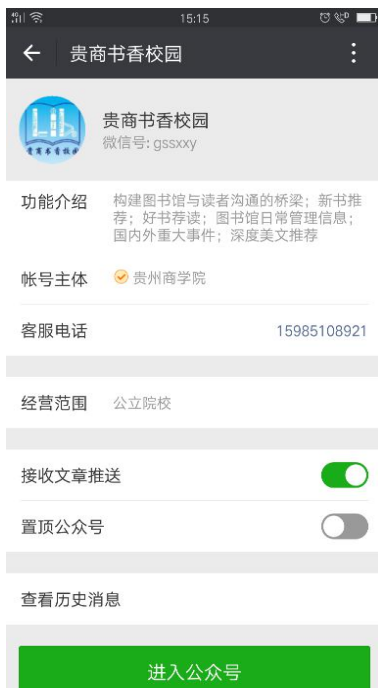 15:15
贵商书香校园
贵商书香校园
微信号: gssxxy
功能介绍
构建图书馆与读者沟通的桥梁；新书推
荐；好书荐读；图书馆日常管理信息；
国内外重大事件；深度美文推荐
帐号主体
贵州商学院
客服电话
15985108921
经营范围
公立院校
接收文章推送
置顶公众号
查看历史消息
进入公众号